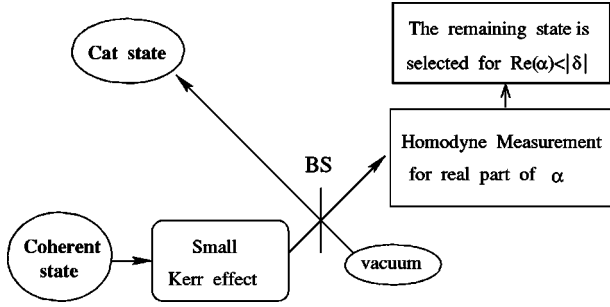 Cat state
The remaining state is
selected for Re(α)<|δ|
BS
Homodyne Measurement
for real part of α
Coherent
state
Small
Kerr effect
vacuum